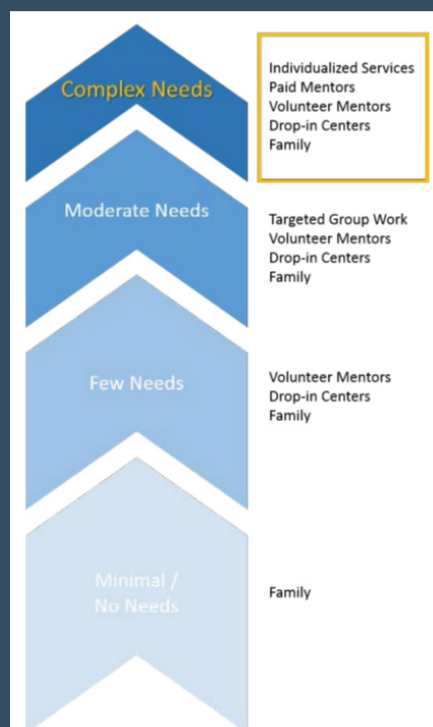 Complex Needs
Individualized Services
Paid Mentors
Volunteer Mentors
Drop-in Centers
Family
Moderate Needs
Targeted Group Work
Volunteer Mentors
Drop-in Centers
Family
Few Needs
Volunteer Mentors
Drop-in Centers
Family
Minimal /
No Needs
Family